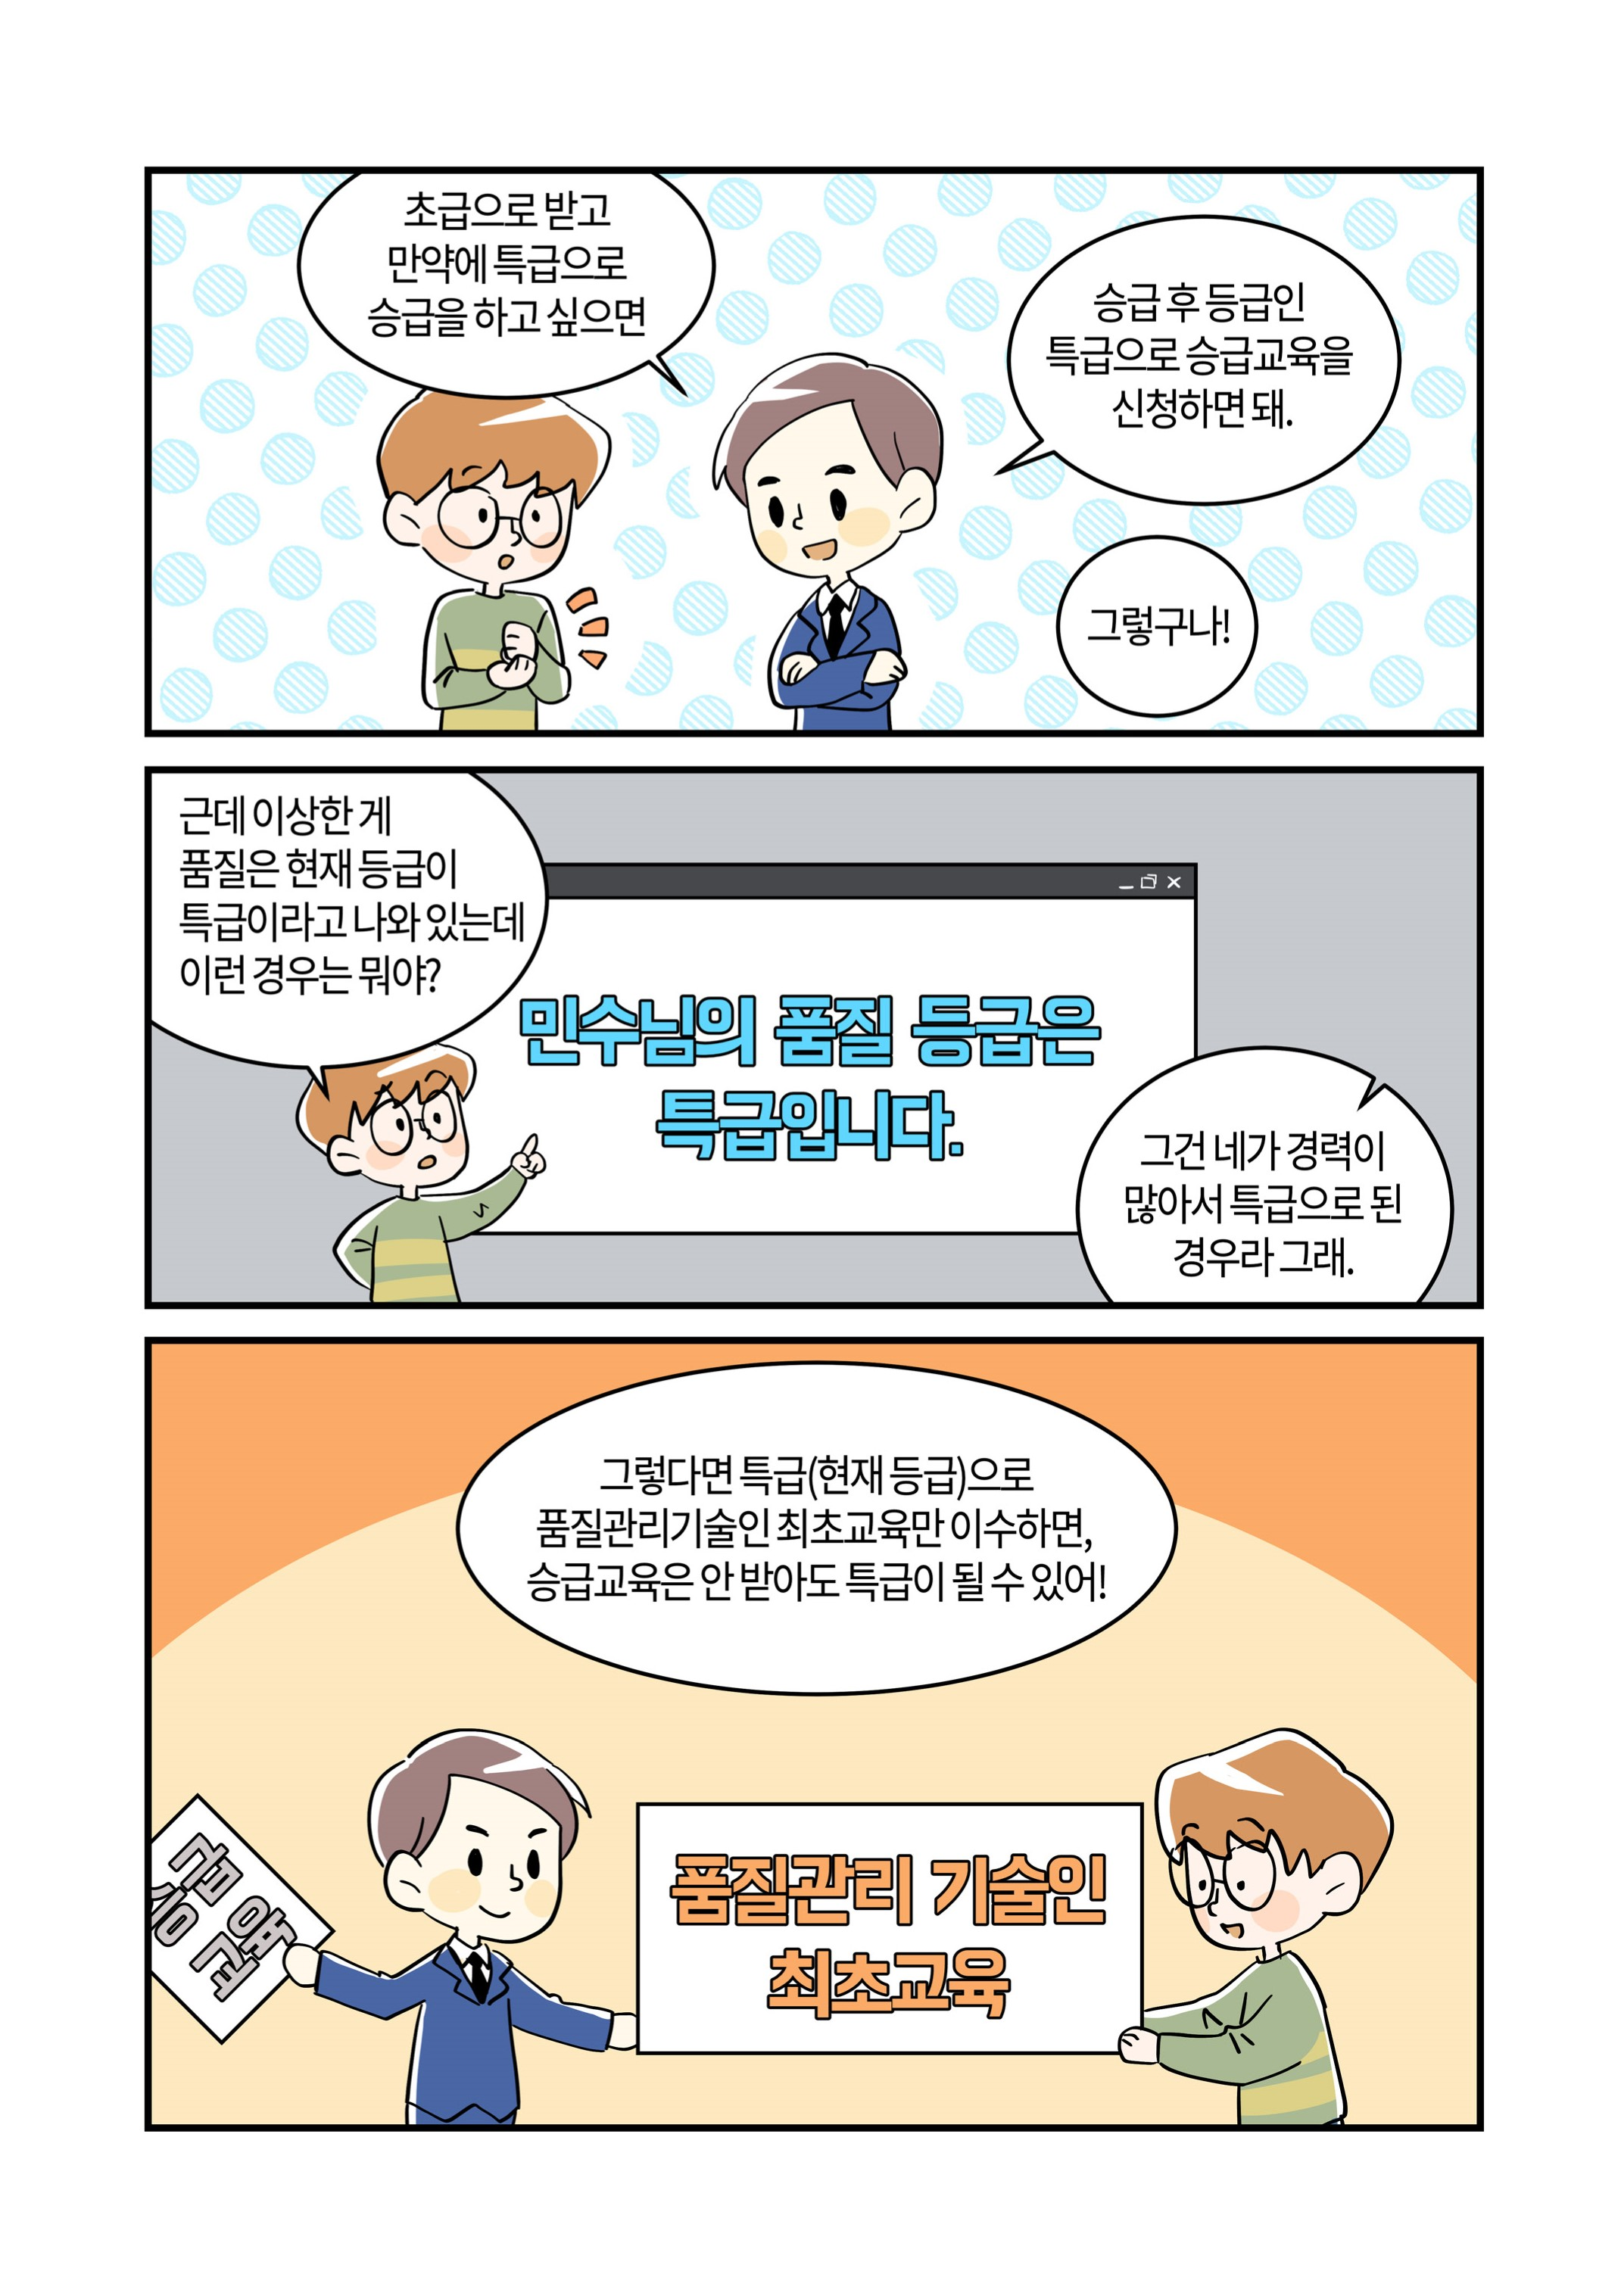 초급으로 받고
만약에 특급으로
승급을 하고 싶으면
승급 후 등급인
특급으로 승급교육을
신청하면 돼.
그렇구나!
근데 이상한 게
품질은 현재 등급이
특급이라고 나와 있는데
이런 경우는 뭐야?
민수님의 품질 등급은
특급입니다.
그건 네가 경력이
많아서 특급으로 된
경우라 그래.
그렇다면 특급(현재 등급)으로
품질관리기술인 최초교육만 이수하면,
승급교육은 안 받아도 특급이 될 수 있어!
교육
품질관리 기술인
최초교육